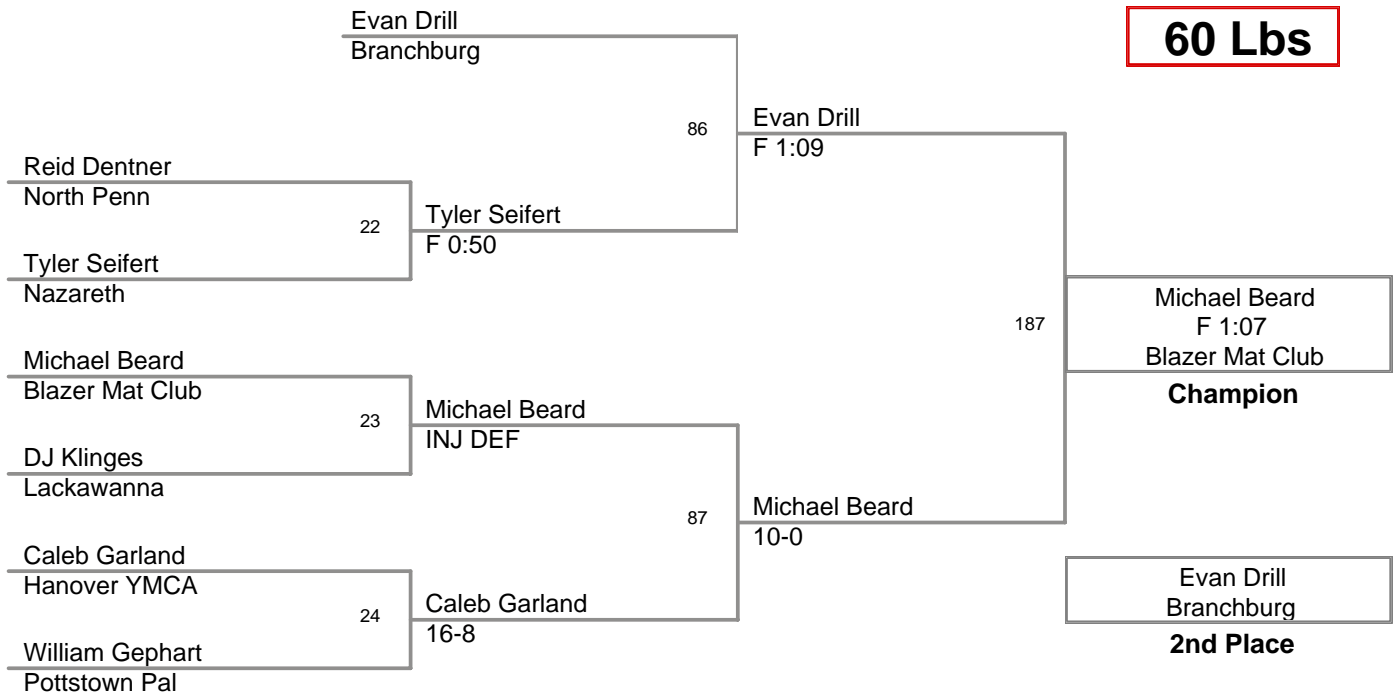 Evan Drill
Branchburg
60 Lbs
86
Evan Drill
F 1:09
Reid Dentner
North Penn
22
Tyler Seifert
F 0:50
Tyler Seifert
Nazareth
187
Michael Beard
F 1:07
Blazer Mat Club
Champion
Michael Beard
Blazer Mat Club
23
Michael Beard
INJ DEF
DJ Klinges
Lackawanna
87
Michael Beard
10-0
Caleb Garland
Hanover YMCA
24
Caleb Garland
16-8
William Gephart
Pottstown Pal
Evan Drill
Branchburg
2nd Place